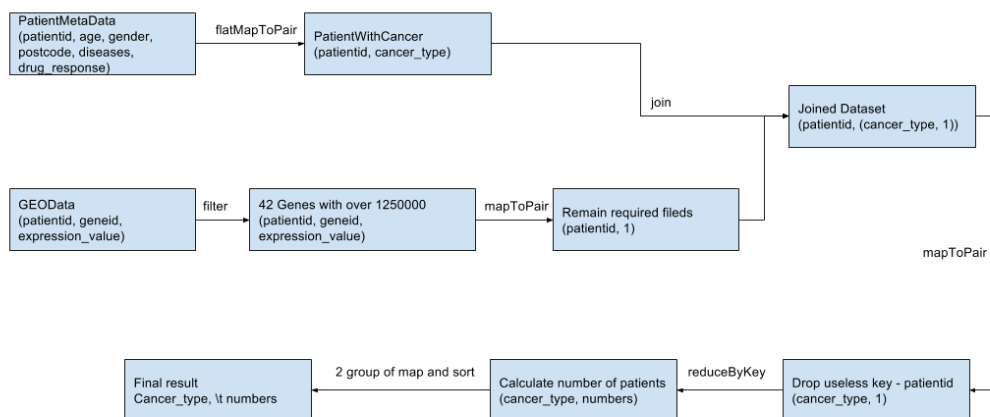 PatientMetaData
(patientid, age, gender,
postcode, diseases,
drug_response)
flatMapToPair
PatientWithCancer
(patientid, cancer_type)
join
Joined Dataset
(patientid, (cancer_type, 1))
GEOData
(patientid, geneid,
expression_value)
filter
42 Genes with over 1250000
(patientid, geneid,
expression_value)
mapToPair
Remain required fileds
(patientid, 1)
mapToPair
Final result
Cancer_type, \t numbers
2 group of map and sort
Calculate number of patients
(cancer_type, numbers)
reduceByKey
Drop useless key - patientid
(cancer_type, 1)